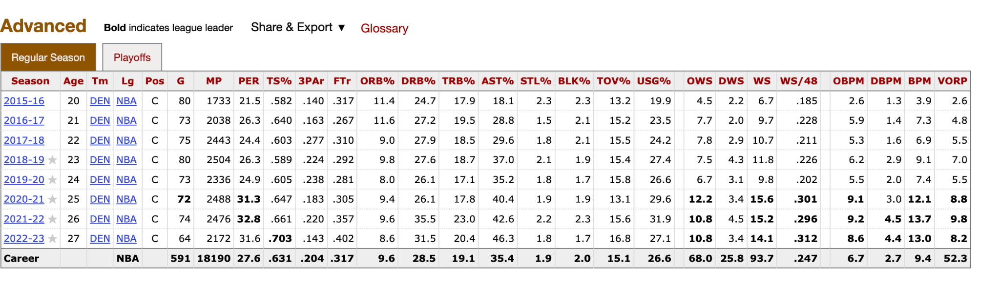 Advanced Bold indicates league leader Share & Export ▼ Glossary
Regular Season Playoffs
Season Age Tm Lg Pos G MP PER TS% 3PAr FTr ORB% DRB% TRB% AST% STL% BLK% TOV% USG% OWS DWS WS WS/48 OBPM DBPM BPM VORP
2015-16 20 DEN NBA C 80 1733 21.5 .582 .140 .317 11.4 24.7 17.9 18.1 2.3 2.3 13.2 19.9 4.5 2.2 6.7 .185 2.6 1.3 3.9 2.6
2016-17 21 DEN NBA C 73 2038 26.3 .640 .163 .267 11.6 27.2 19.5 28.8 1.5 2.1 15.2 23.5 7.7 2.0 9.7 .228 5.9 1.4 7.3 4.8
2017-18 22 DEN NBA C 75 2443 24.4 .603 .277 .310 9.0 27.9 18.5 29.6 1.8 2.1 15.5 24.2 7.8 2.9 10.7 .211 5.3 1.6 6.9 5.5
2018-19 ★ 23 DEN NBA C 80 2504 26.3 .589 .224 .292 9.8 27.6 18.7 37.0 2.1 1.9 15.4 27.4 7.5 4.3 11.8 .226 6.2 2.9 9.1 7.0
2019-20 ★ 24 DEN NBA C 73 2336 24.9 .605 .238 .281 8.0 26.1 17.1 35.2 1.8 1.7 15.8 26.6 6.7 3.1 9.8 .202 5.5 2.0 7.4 5.5
2020-21 ★ 25 DEN NBA C 72 2488 31.3 .647 .183 .305 9.4 26.1 17.8 40.4 1.9 1.9 13.1 29.6 12.2 3.4 15.6 .301 9.1 3.0 12.1 8.8
2021-22 ★ 26 DEN NBA C 74 2476 32.8 .661 .220 .357 9.6 35.5 23.0 42.6 2.2 2.3 15.6 31.9 10.8 4.5 15.2 .296 9.2 4.5 13.7 9.8
2022-23 ★ 27 DEN NBA C 64 2172 31.6 .703 .143 .402 8.6 31.5 20.4 46.3 1.8 1.7 16.8 27.1 10.8 3.4 14.1 .312 8.6 4.4 13.0 8.2
Career NBA 591 18190 27.6 .631 .204 .317 9.6 28.5 19.1 35.4 1.9 2.0 15.1 26.6 68.0 25.8 93.7 .247 6.7 2.7 9.4 52.3